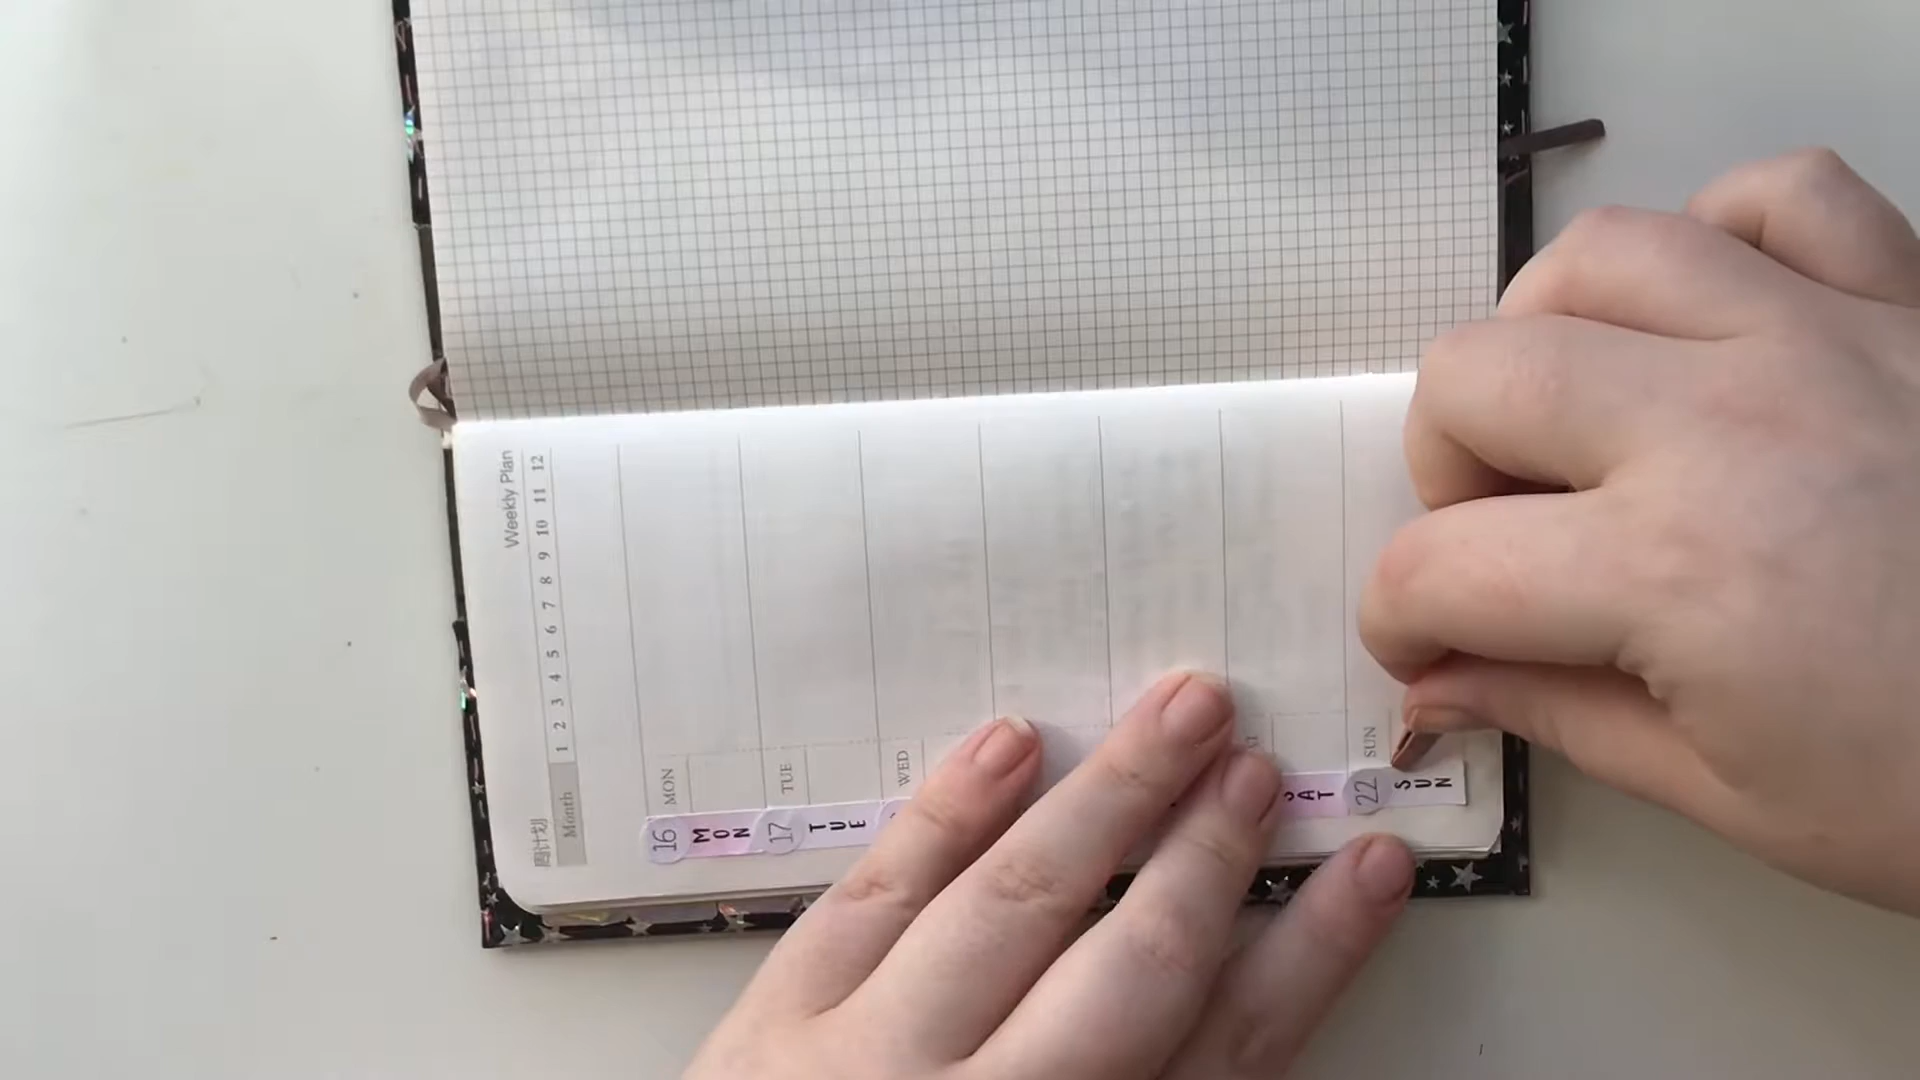 周计划 Weekly Plan
Month 1 2 3 4 5 6 7 8 9 10 11 12
MON
16 MON
TUE
17 TUE
WED
SAT
SUN
22 SUN